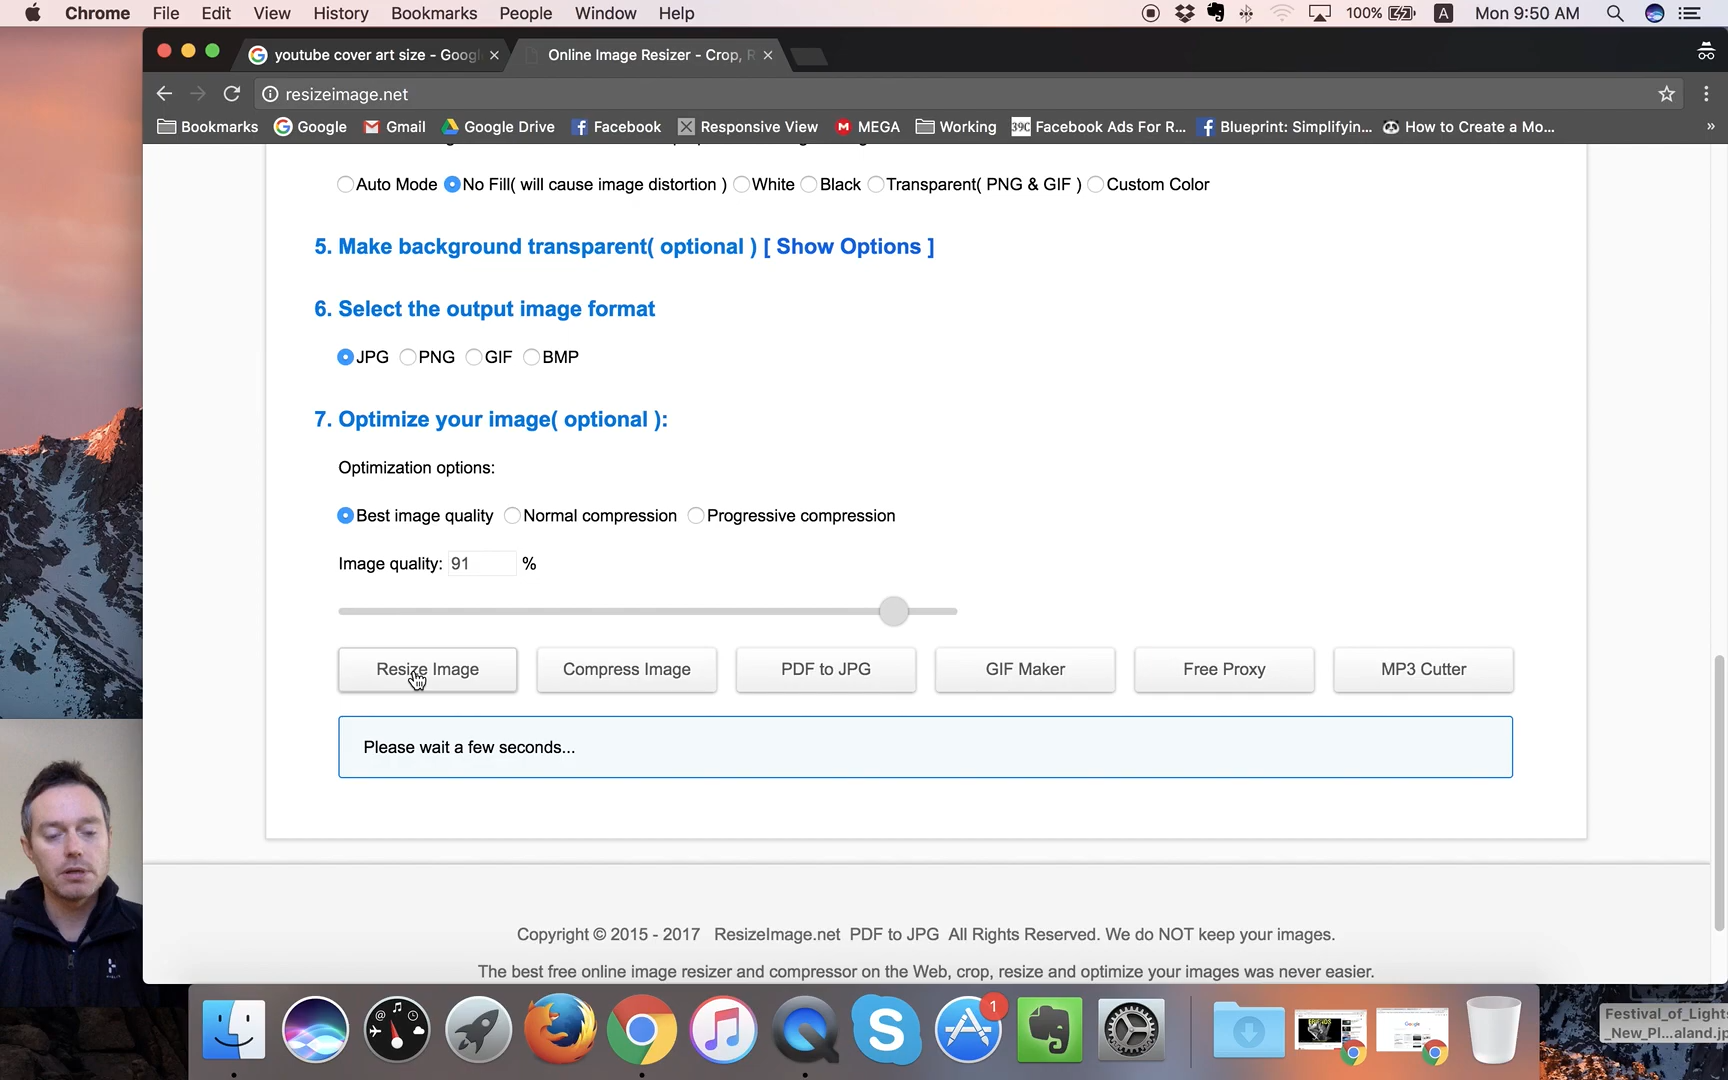 Chrome File Edit View History Bookmarks People Window Help 100% A Mon 9:50 AM
youtube cover art size - Googl
Online Image Resizer - Crop, R
resizeimage.net
Bookmarks Google Gmail Google Drive Facebook Responsive View MEGA Working 39C Facebook Ads For R... Blueprint: Simplifyin... How to Create a Mo... »
Auto Mode No Fill( will cause image distortion ) White Black Transparent( PNG & GIF ) Custom Color
5. Make background transparent( optional ) [ Show Options ]
6. Select the output image format
JPG PNG GIF BMP
7. Optimize your image( optional ):
Optimization options:
Best image quality Normal compression Progressive compression
Image quality: 91 %
Resize Image Compress Image PDF to JPG GIF Maker Free Proxy MP3 Cutter
Please wait a few seconds...
Copyright © 2015 - 2017 ResizeImage.net PDF to JPG All Rights Reserved. We do NOT keep your images.
The best free online image resizer and compressor on the Web, crop, resize and optimize your images was never easier.
1
Festival_of_Light
_New_Pl...aland.jp